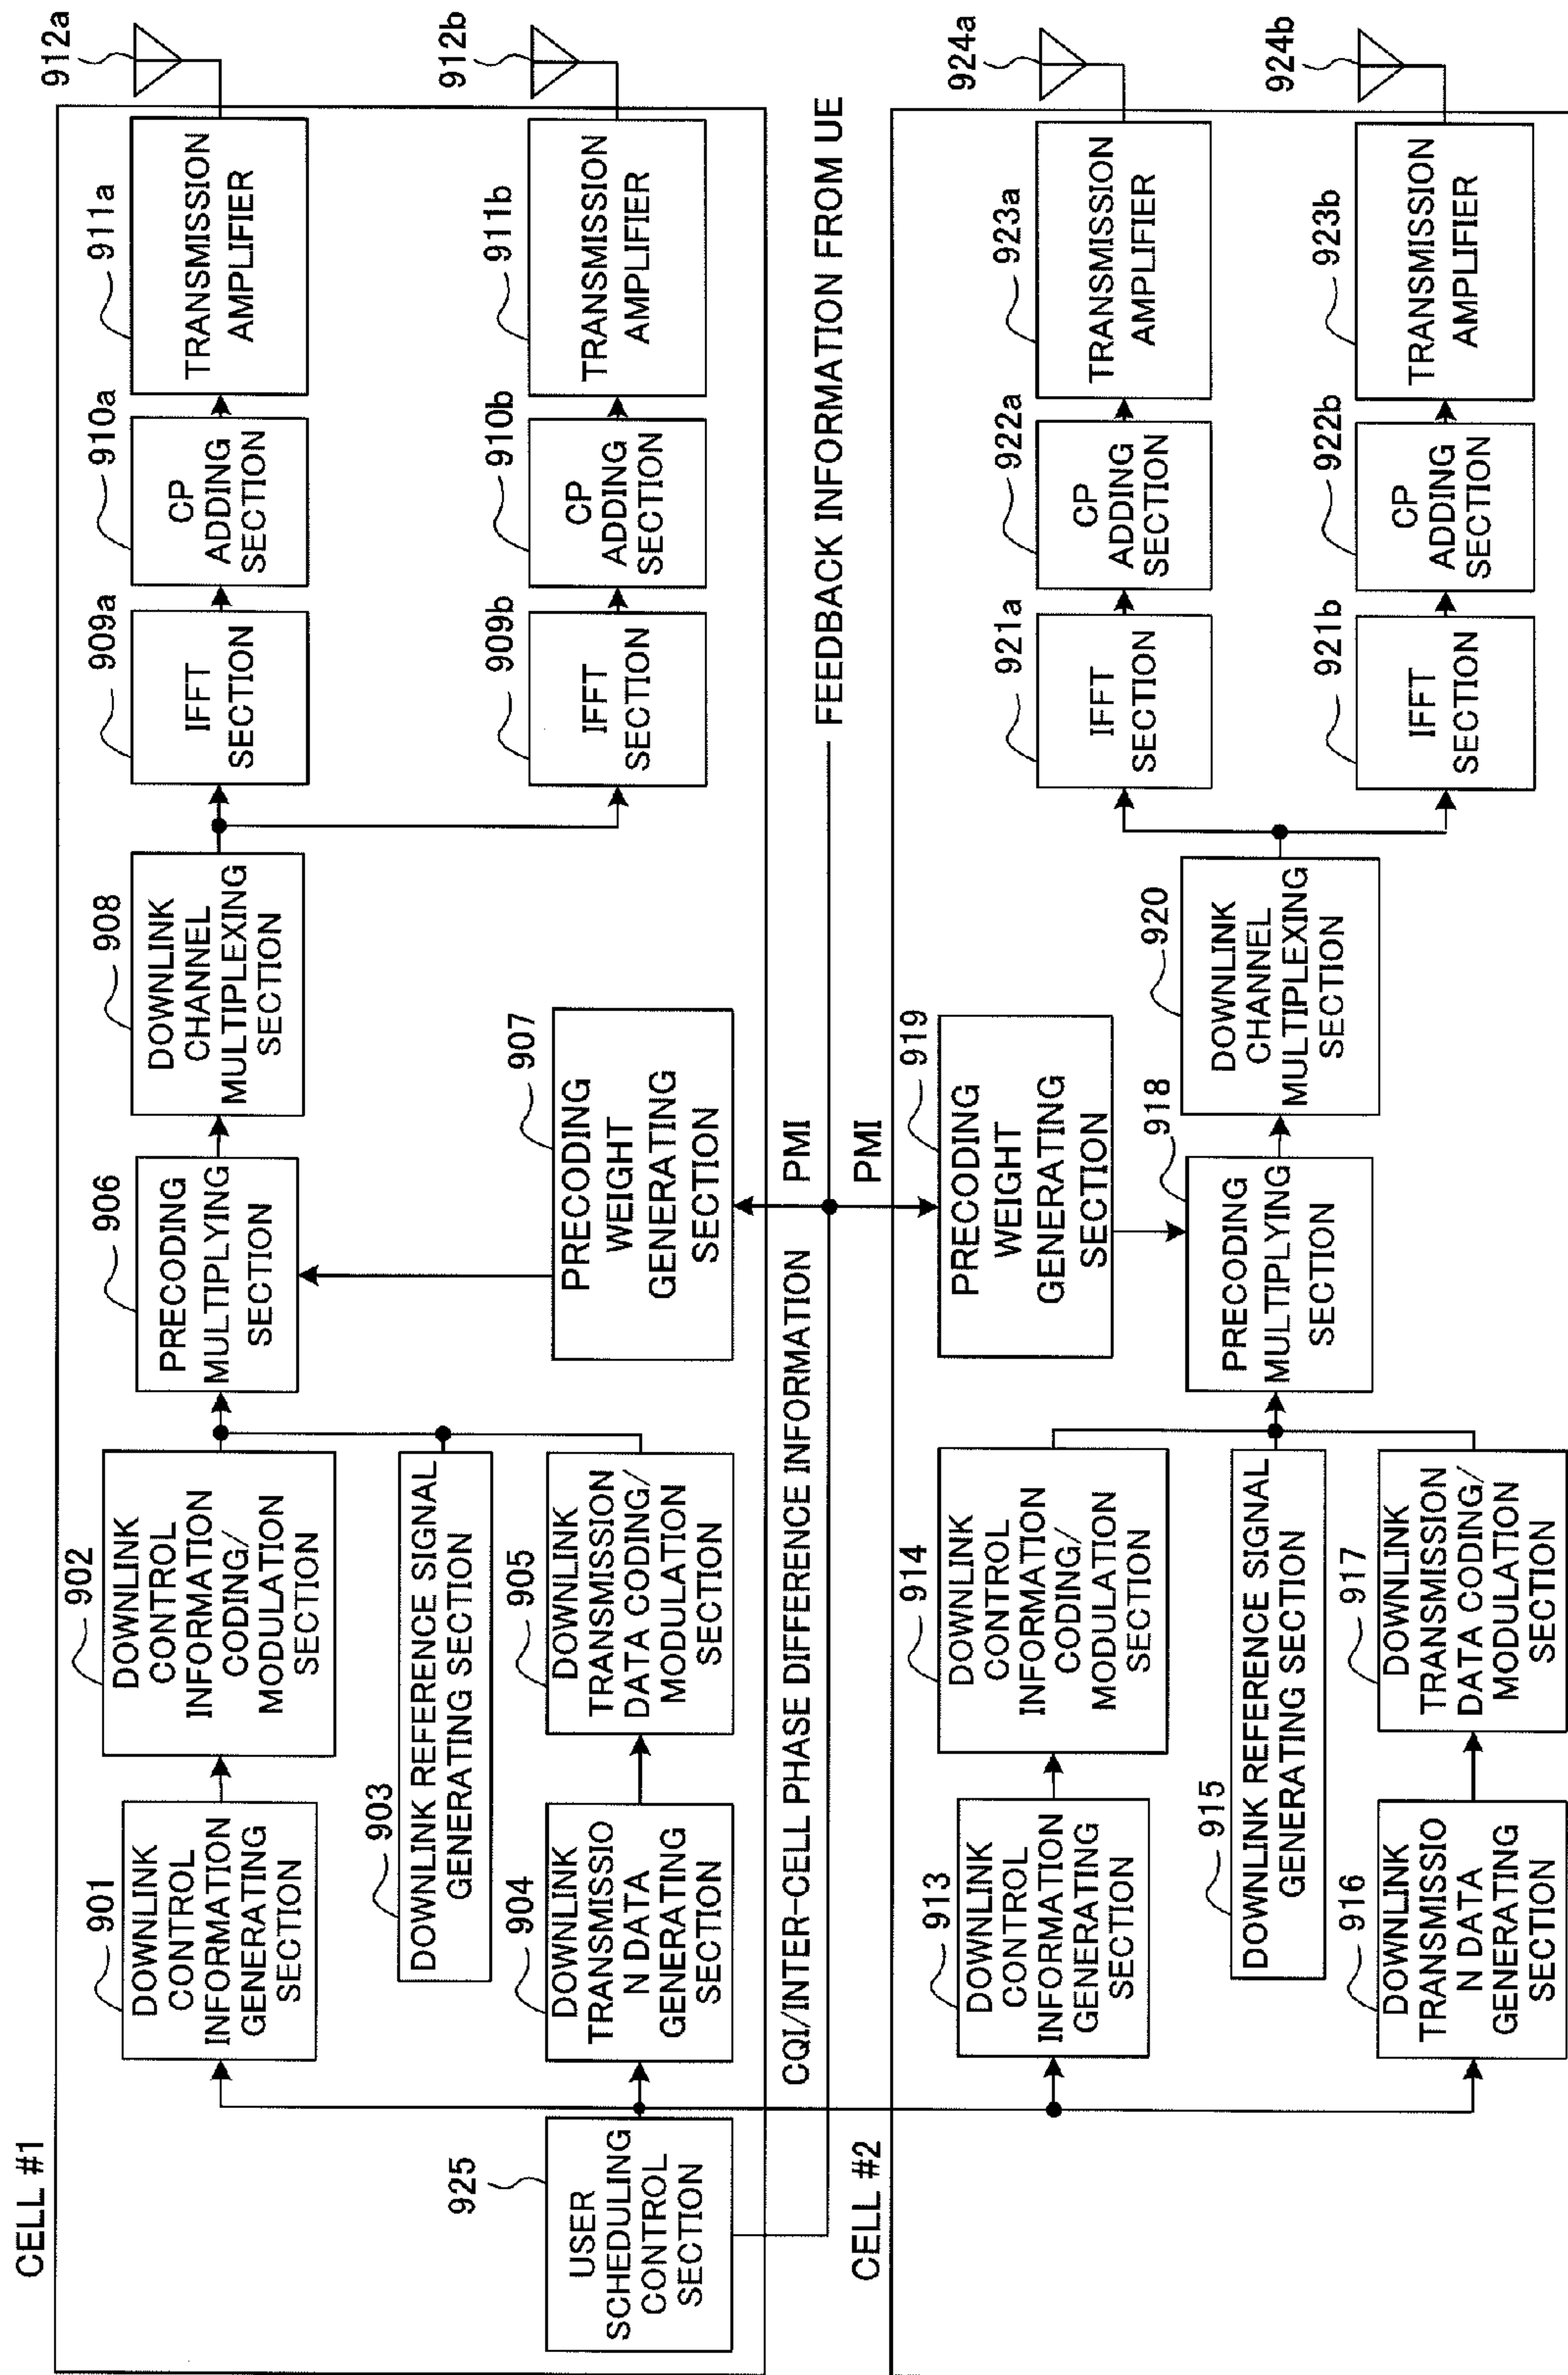 CELL #1
925
USER
SCHEDULING
CONTROL
SECTION
901
DOWNLINK
CONTROL
INFORMATION
GENERATING
SECTION
902
DOWNLINK
CONTROL
INFORMATION
CODING/
MODULATION
SECTION
903
DOWNLINK REFERENCE SIGNAL
GENERATING SECTION
904
DOWNLINK
TRANSMISSIO
N DATA
GENERATING
SECTION
905
DOWNLINK
TRANSMISSION
DATA CODING/
MODULATION
SECTION
906
PRECODING
MULTIPLYING
SECTION
907
PRECODING
WEIGHT
GENERATING
SECTION
908
DOWNLINK
CHANNEL
MULTIPLEXING
SECTION
909a
IFFT
SECTION
910a
CP
ADDING
SECTION
911a
TRANSMISSION
AMPLIFIER
912a
909b
IFFT
SECTION
910b
CP
ADDING
SECTION
911b
TRANSMISSION
AMPLIFIER
912b
CQI/INTER-CELL PHASE DIFFERENCE INFORMATION
PMI
FEEDBACK INFORMATION FROM UE
PMI
CELL #2
913
DOWNLINK
CONTROL
INFORMATION
GENERATING
SECTION
914
DOWNLINK
CONTROL
INFORMATION
CODING/
MODULATION
SECTION
915
DOWNLINK REFERENCE SIGNAL
GENERATING SECTION
916
DOWNLINK
TRANSMISSIO
N DATA
GENERATING
SECTION
917
DOWNLINK
TRANSMISSION
DATA CODING/
MODULATION
SECTION
918
PRECODING
MULTIPLYING
SECTION
919
PRECODING
WEIGHT
GENERATING
SECTION
920
DOWNLINK
CHANNEL
MULTIPLEXING
SECTION
921a
IFFT
SECTION
922a
CP
ADDING
SECTION
923a
TRANSMISSION
AMPLIFIER
924a
921b
IFFT
SECTION
922b
CP
ADDING
SECTION
923b
TRANSMISSION
AMPLIFIER
924b